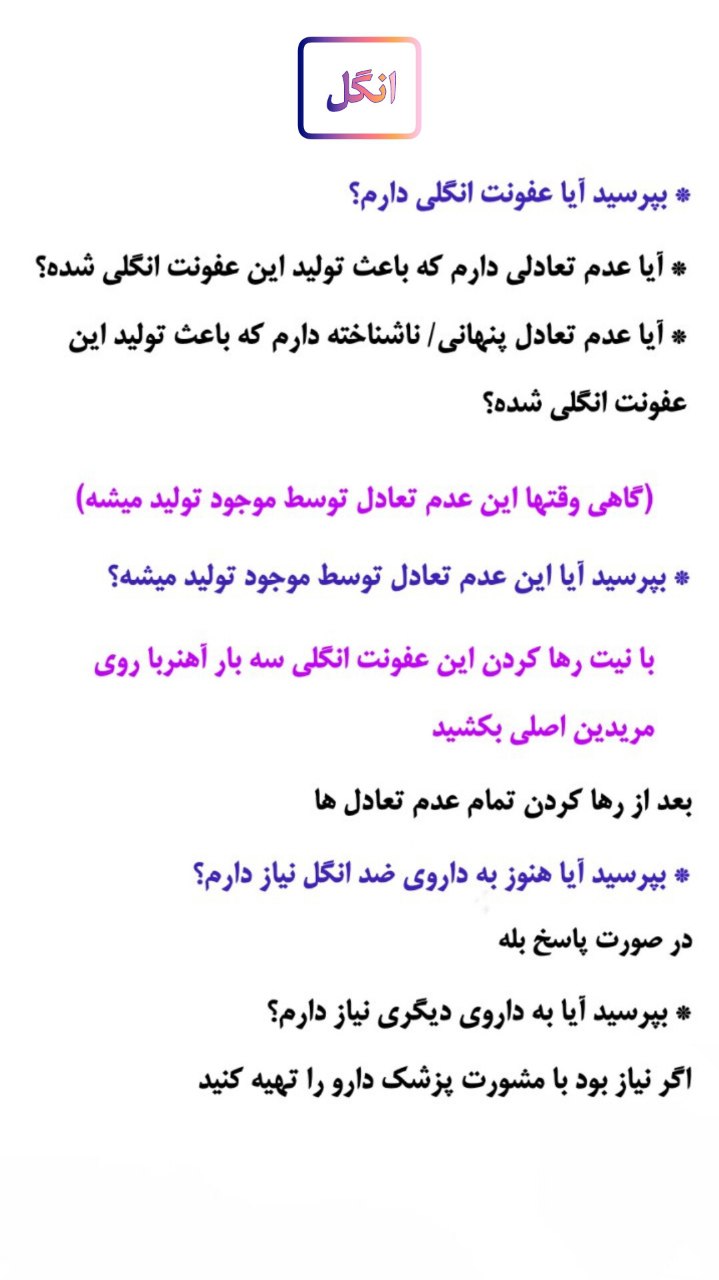 انگل
* بپرسید آیا عفونت انگلی دارم؟
* آیا عدم تعادلی دارم که باعث تولید این عفونت انگلی شده؟
* آیا عدم تعادل پنهانی/ ناشناخته دارم که باعث تولید این
عفونت انگلی شده؟
(گاهی وقتها این عدم تعادل توسط موجود تولید میشه)
* بپرسید آیا این عدم تعادل توسط موجود تولید میشه؟
با نیت رها کردن این عفونت انگلی سه بار آهنربا روی
مریدین اصلی بکشید
بعد از رها کردن تمام عدم تعادل ها
* بپرسید آیا هنوز به داروی ضد انگل نیاز دارم؟
در صورت پاسخ بله
* بپرسید آیا به داروی دیگری نیاز دارم؟
اگر نیاز بود با مشورت پزشک دارو را تهیه کنید